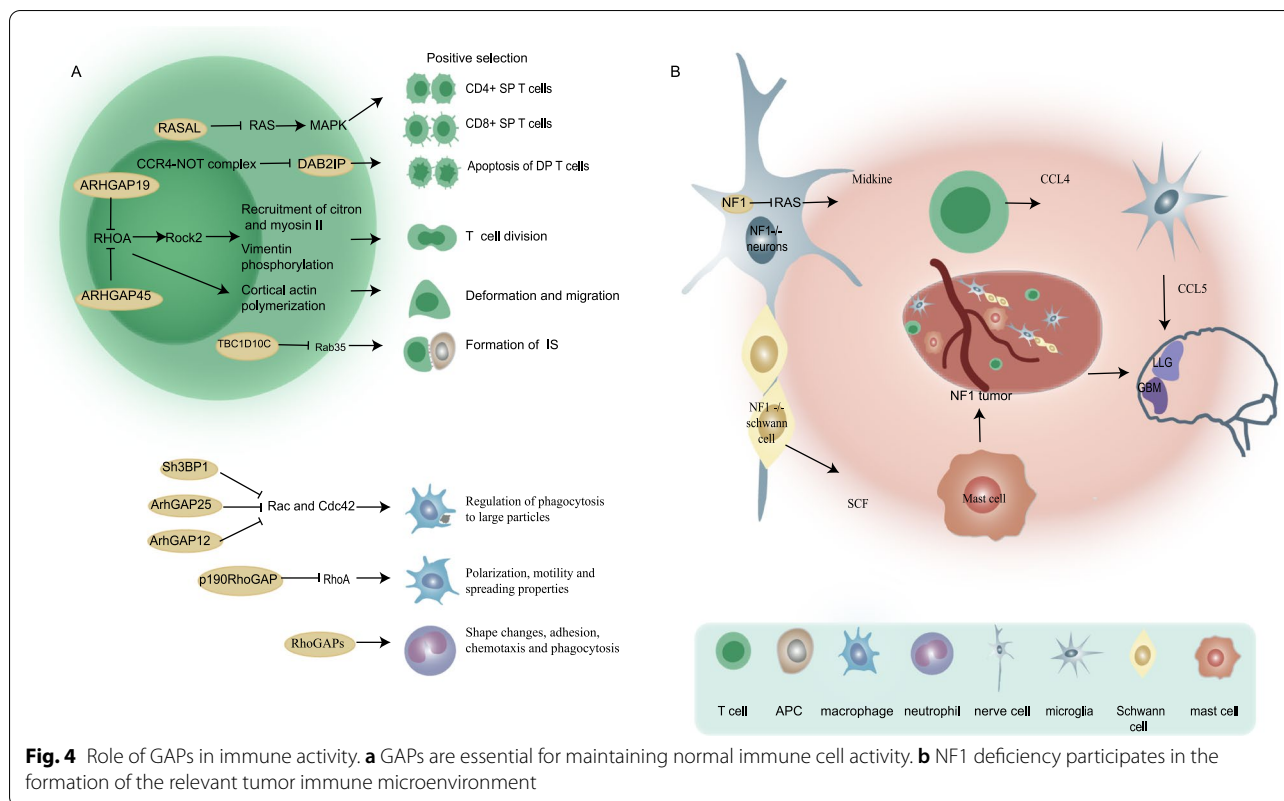 A
Positive selection
RASAL
RAS
MAPK
CD4+ SP T cells
CD8+ SP T cells
CCR4-NOT complex
DAB2IP
Apoptosis of DP T cells
ARHGAP19
RHOA
Rock2
Recruitment of citron
and myosin II
Vimentin
phosphorylation
T cell division
ARHGAP45
Cortical actin
polymerization
Deformation and migration
TBC1D10C
Rab35
Formation of IS
Sh3BP1
ArhGAP25
ArhGAP12
Rac and Cdc42
Regulation of phagocytosis
to large particles
p190RhoGAP
RhoA
Polarization, motility and
spreading properties
RhoGAPs
Shape changes, adhesion,
chemotaxis and phagocytosis
B
NF1
RAS
Midkine
CCL4
NF1-/-
neurons
CCL5
LLG
GBM
NF1 tumor
NF1 -/-
schwann
cell
SCF
Mast cell
T cell
APC
macrophage
neutrophil
nerve cell
microglia
Schwann
cell
mast cell
Fig. 4 Role of GAPs in immune activity. a GAPs are essential for maintaining normal immune cell activity. b NF1 deficiency participates in the
formation of the relevant tumor immune microenvironment